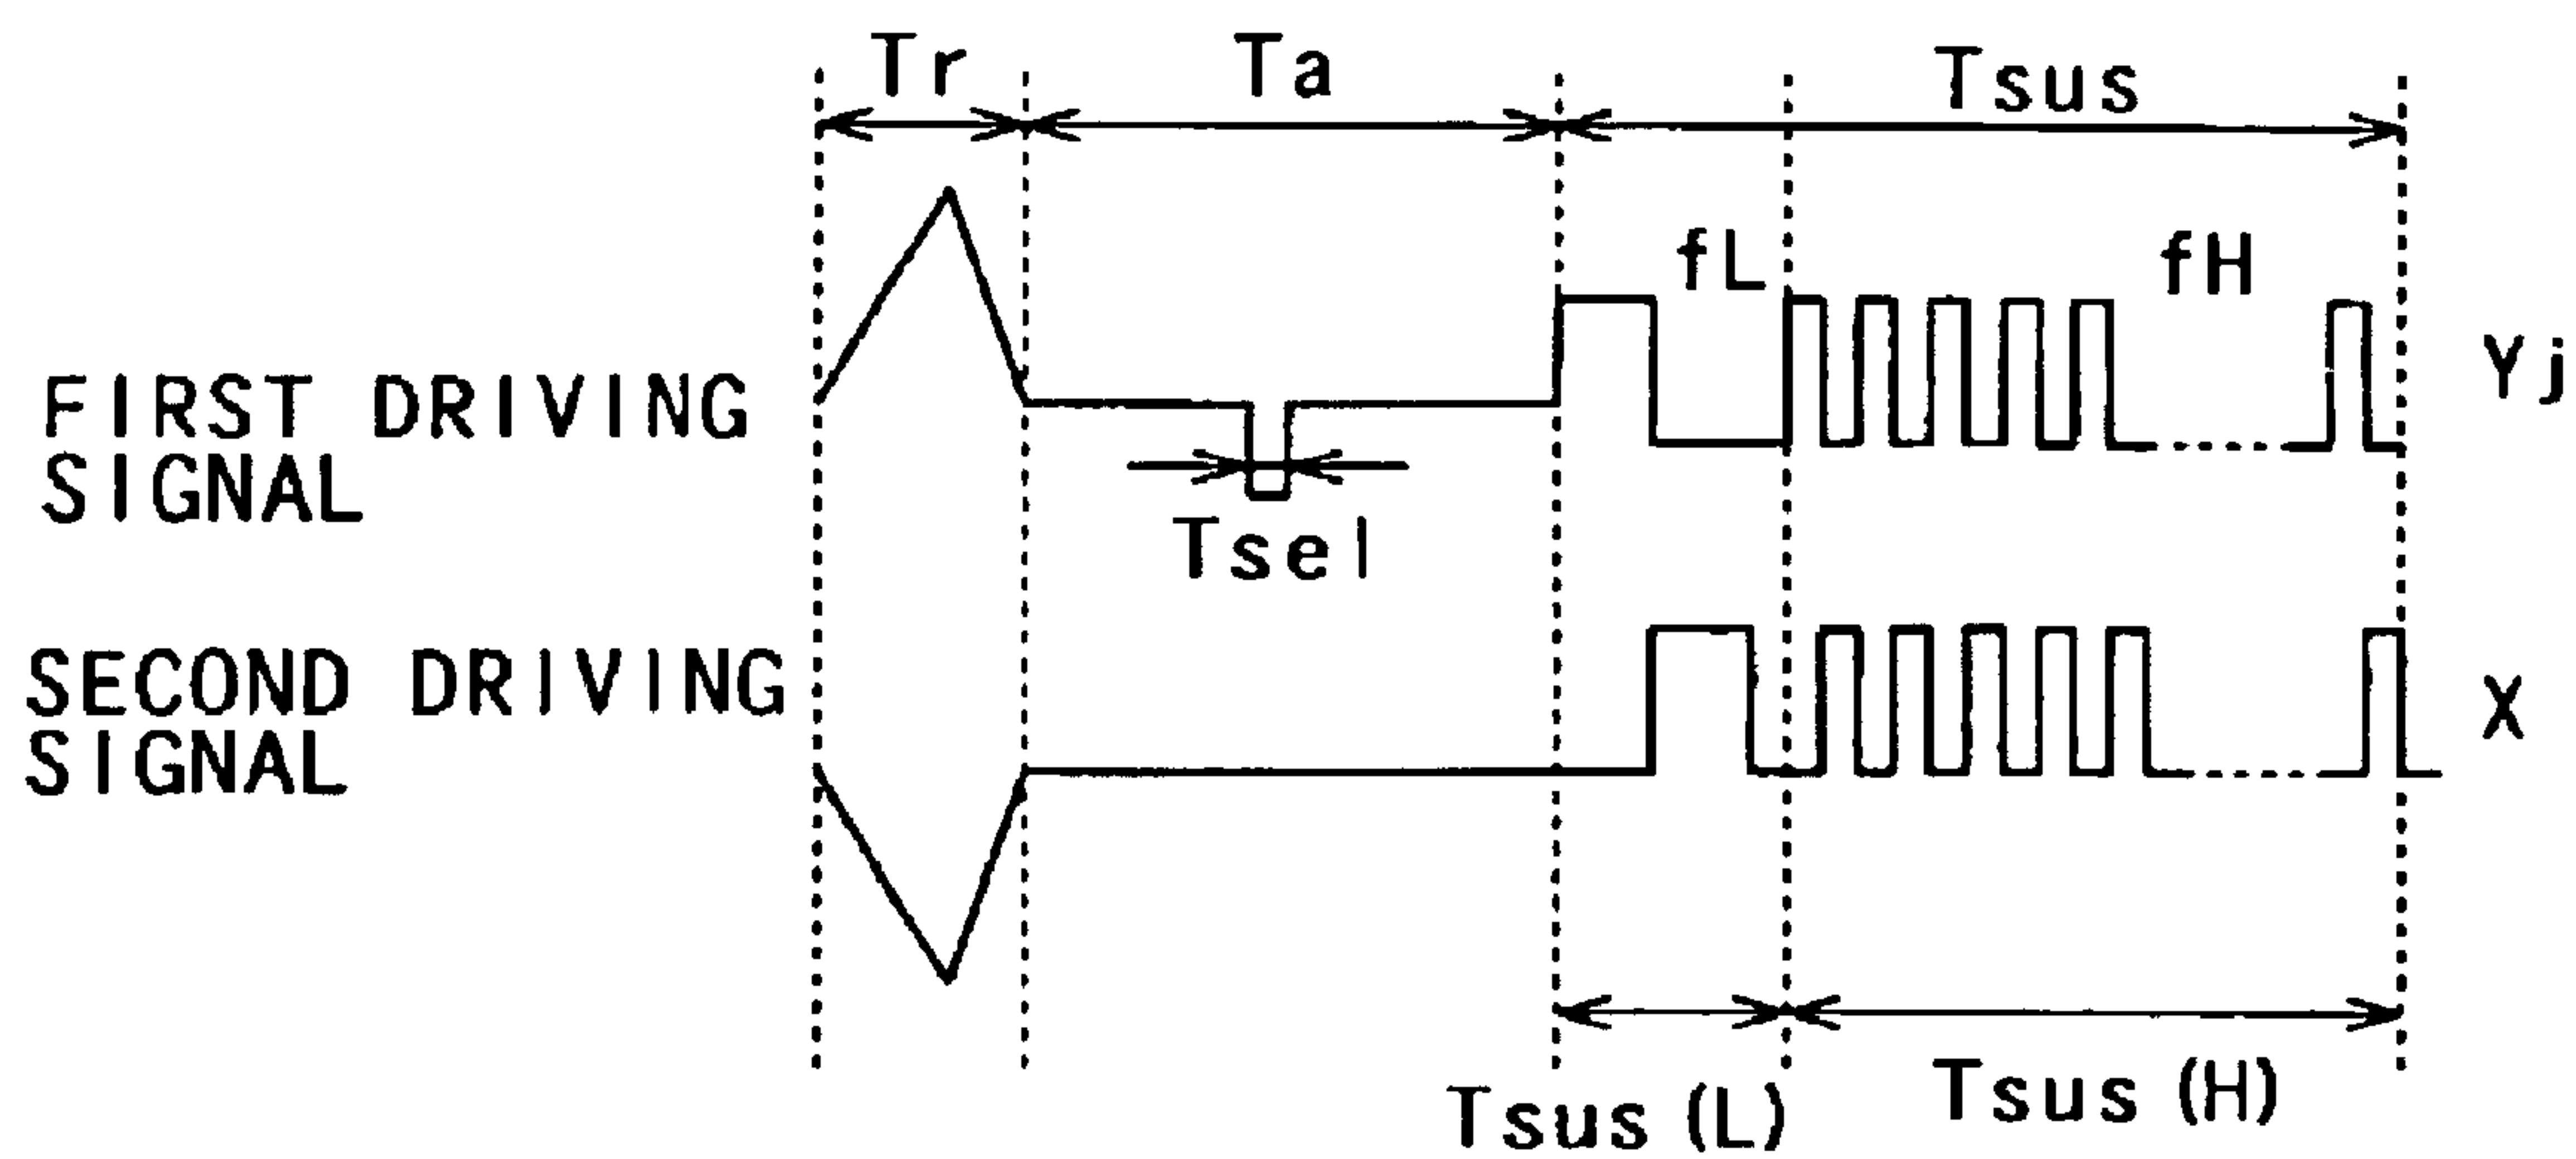 Tr Ta Tsus
fL fH
Yj
FIRST DRIVING
SIGNAL
Tsel
SECOND DRIVING
SIGNAL
X
Tsus (L) Tsus (H)